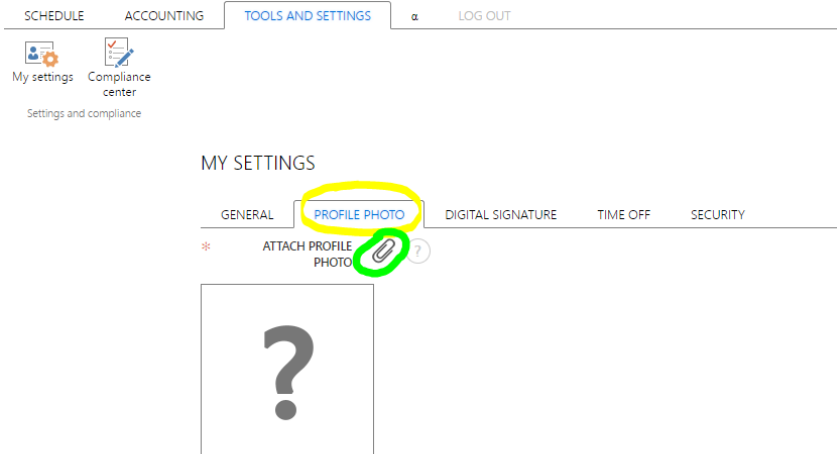 SCHEDULE ACCOUNTING TOOLS AND SETTINGS α LOG OUT
My settings Compliance
center
Settings and compliance
MY SETTINGS
GENERAL PROFILE PHOTO DIGITAL SIGNATURE TIME OFF SECURITY
* ATTACH PROFILE ?
PHOTO
?